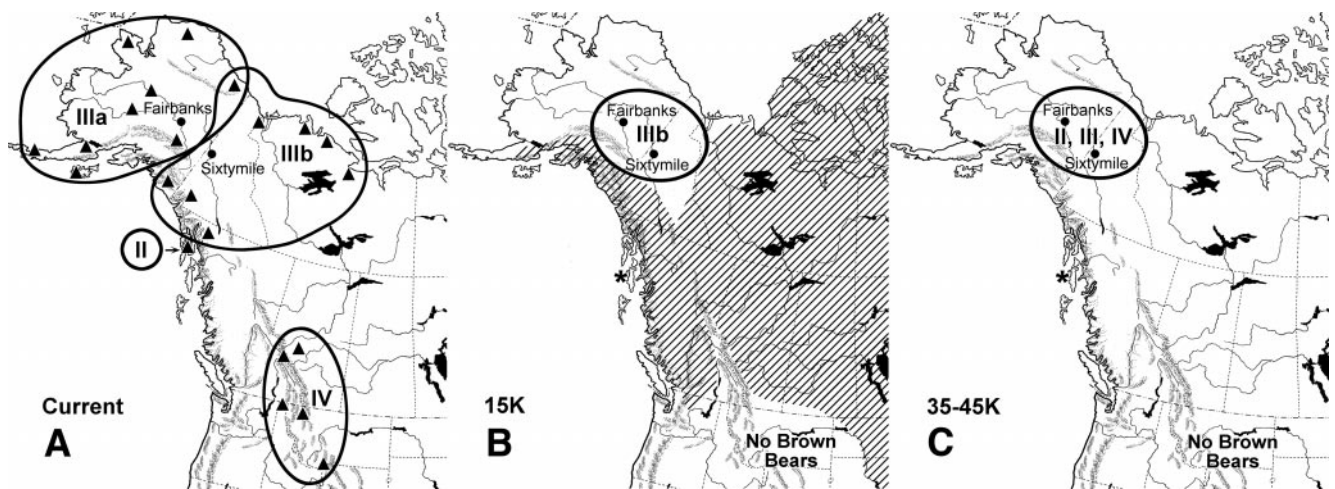 IIIa
Fairbanks
Sixtymile
IIIb
II
IV
Current
A
Fairbanks
IIIb
Sixtymile
*
15K
B
No Brown
Bears
Fairbanks
II, III, IV
Sixtymile
*
35-45K
C
No Brown
Bears